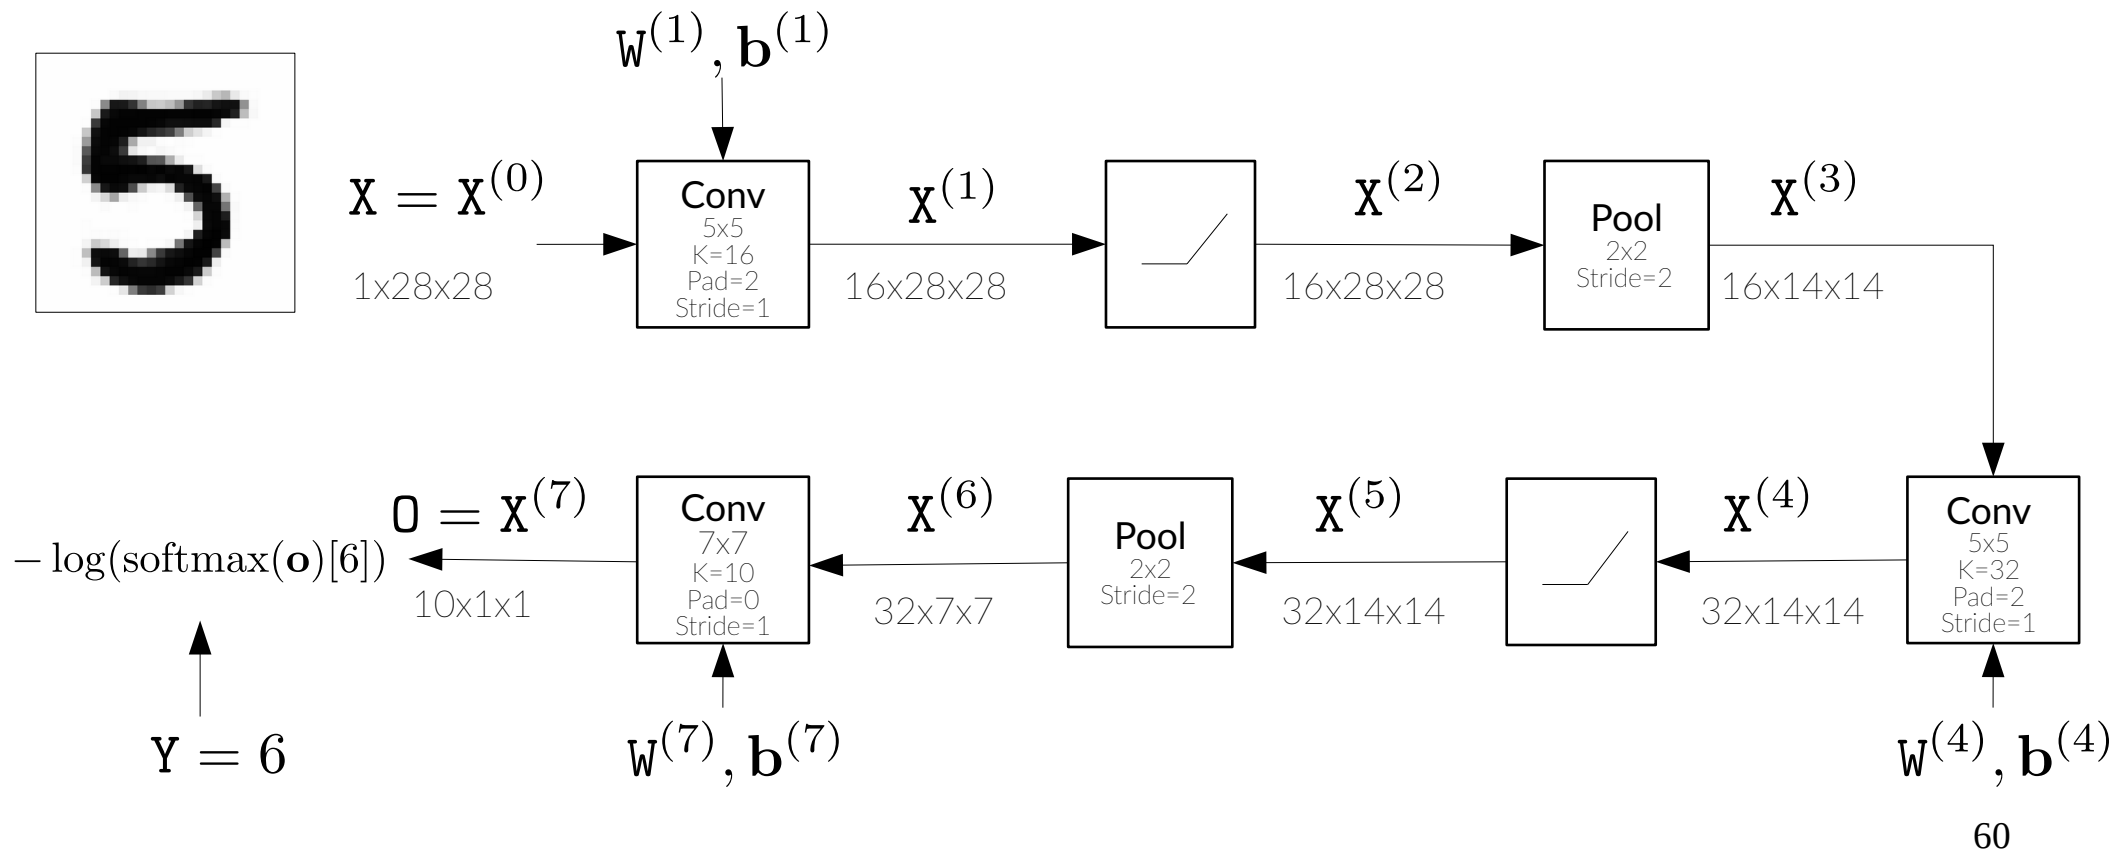 W^(1), b^(1)
5
X = X^(0)
1x28x28
Conv
5x5
K=16
Pad=2
Stride=1
X^(1)
16x28x28
X^(2)
16x28x28
Pool
2x2
Stride=2
X^(3)
16x14x14
Conv
5x5
K=32
Pad=2
Stride=1
W^(4), b^(4)
X^(4)
32x14x14
X^(5)
32x14x14
Pool
2x2
Stride=2
X^(6)
32x7x7
Conv
7x7
K=10
Pad=0
Stride=1
W^(7), b^(7)
O = X^(7)
10x1x1
− log(softmax(o)[6])
Y = 6
60